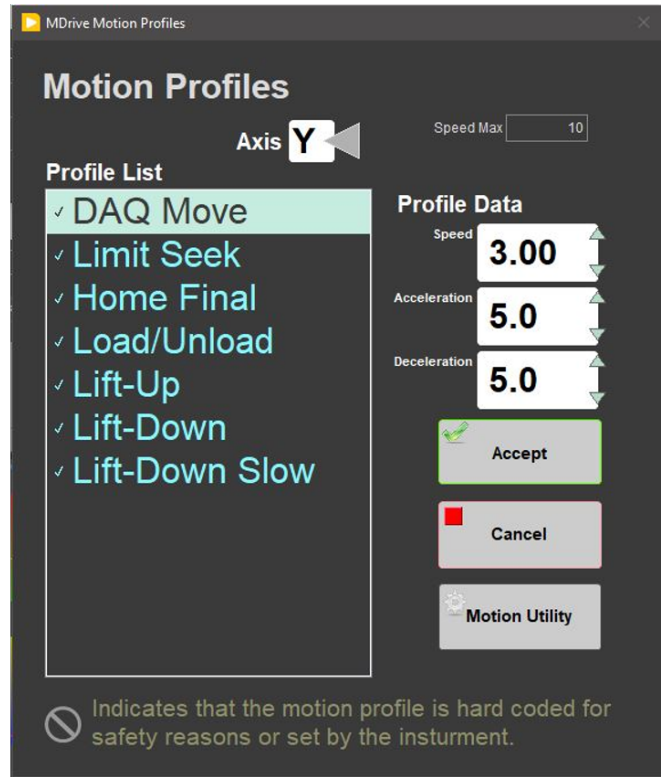 MDrive Motion Profiles
Motion Profiles
Axis Y
Speed Max 10
Profile List
DAQ Move
Limit Seek
Home Final
Load/Unload
Lift-Up
Lift-Down
Lift-Down Slow
Profile Data
Speed 3.00
Acceleration 5.0
Deceleration 5.0
Accept
Cancel
Motion Utility
Indicates that the motion profile is hard coded for
safety reasons or set by the insturment.